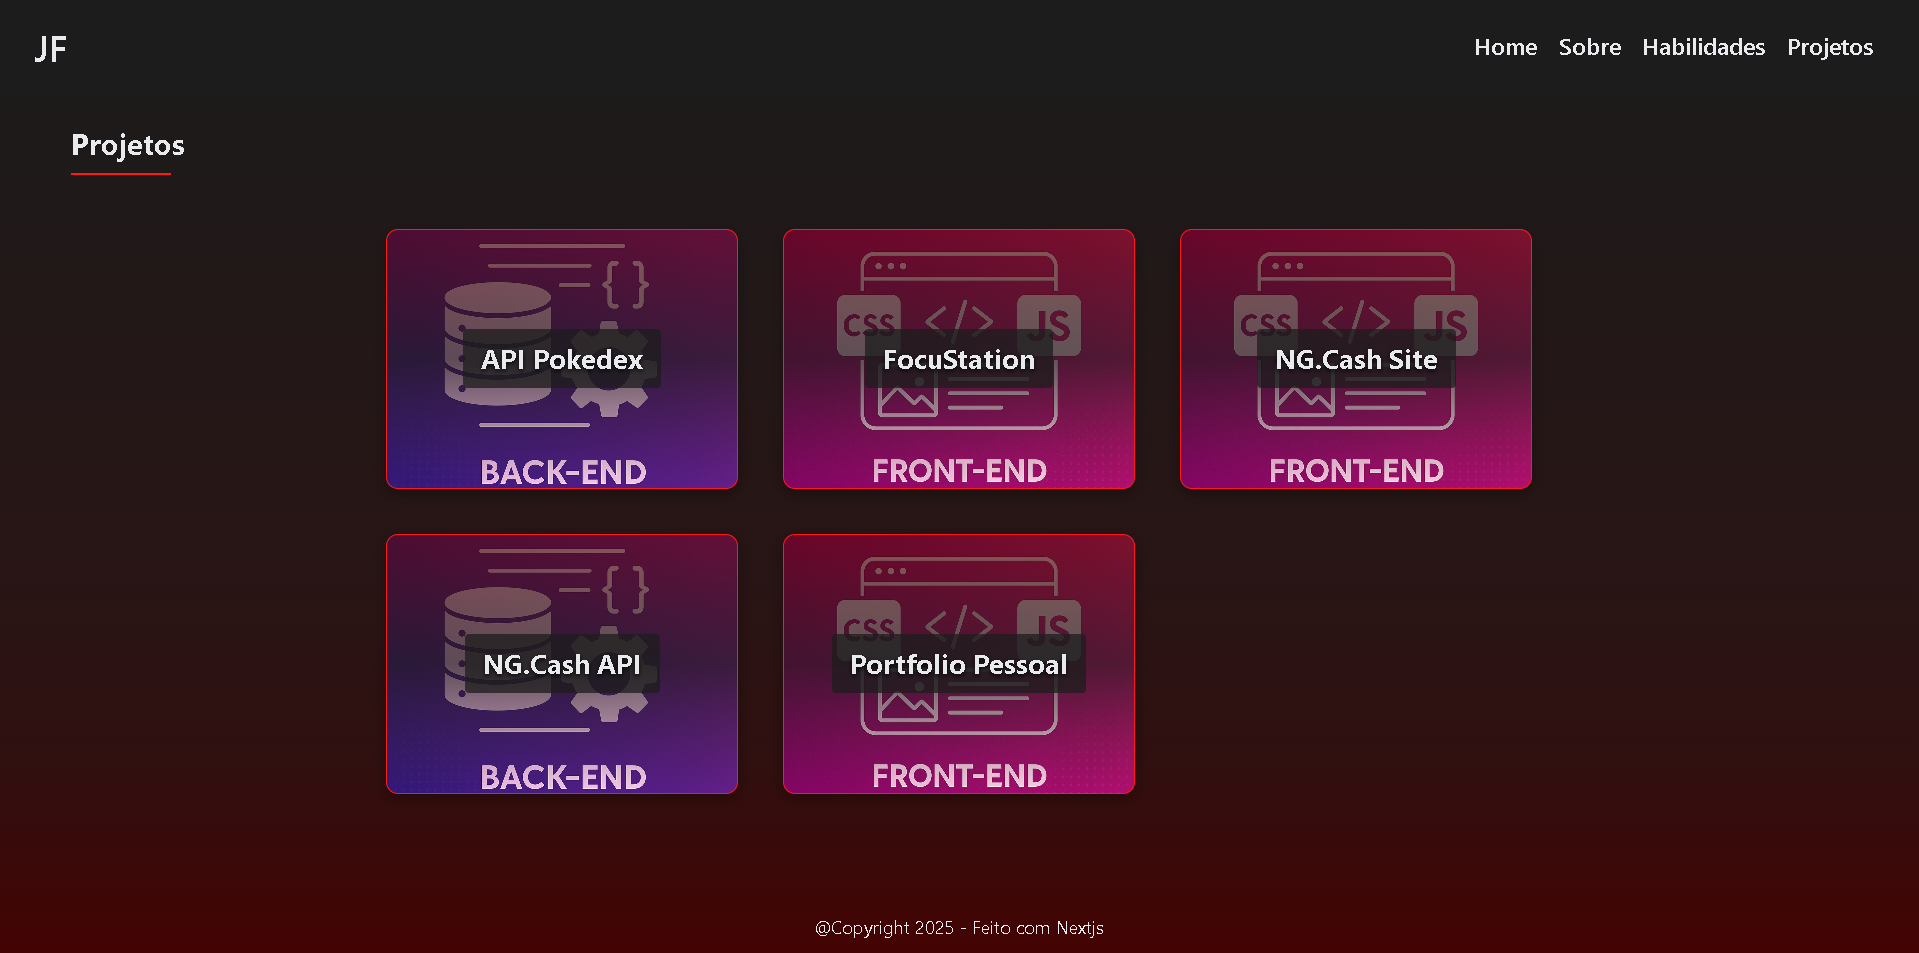 JF
Home Sobre Habilidades Projetos
Projetos
{ }
CSS </> JS
API Pokedex
BACK-END
CSS </> JS
FocuStation
FRONT-END
NG.Cash Site
FRONT-END
{ }
NG.Cash API
BACK-END
CSS </> JS
Portfolio Pessoal
FRONT-END
@Copyright 2025 - Feito com Nextjs